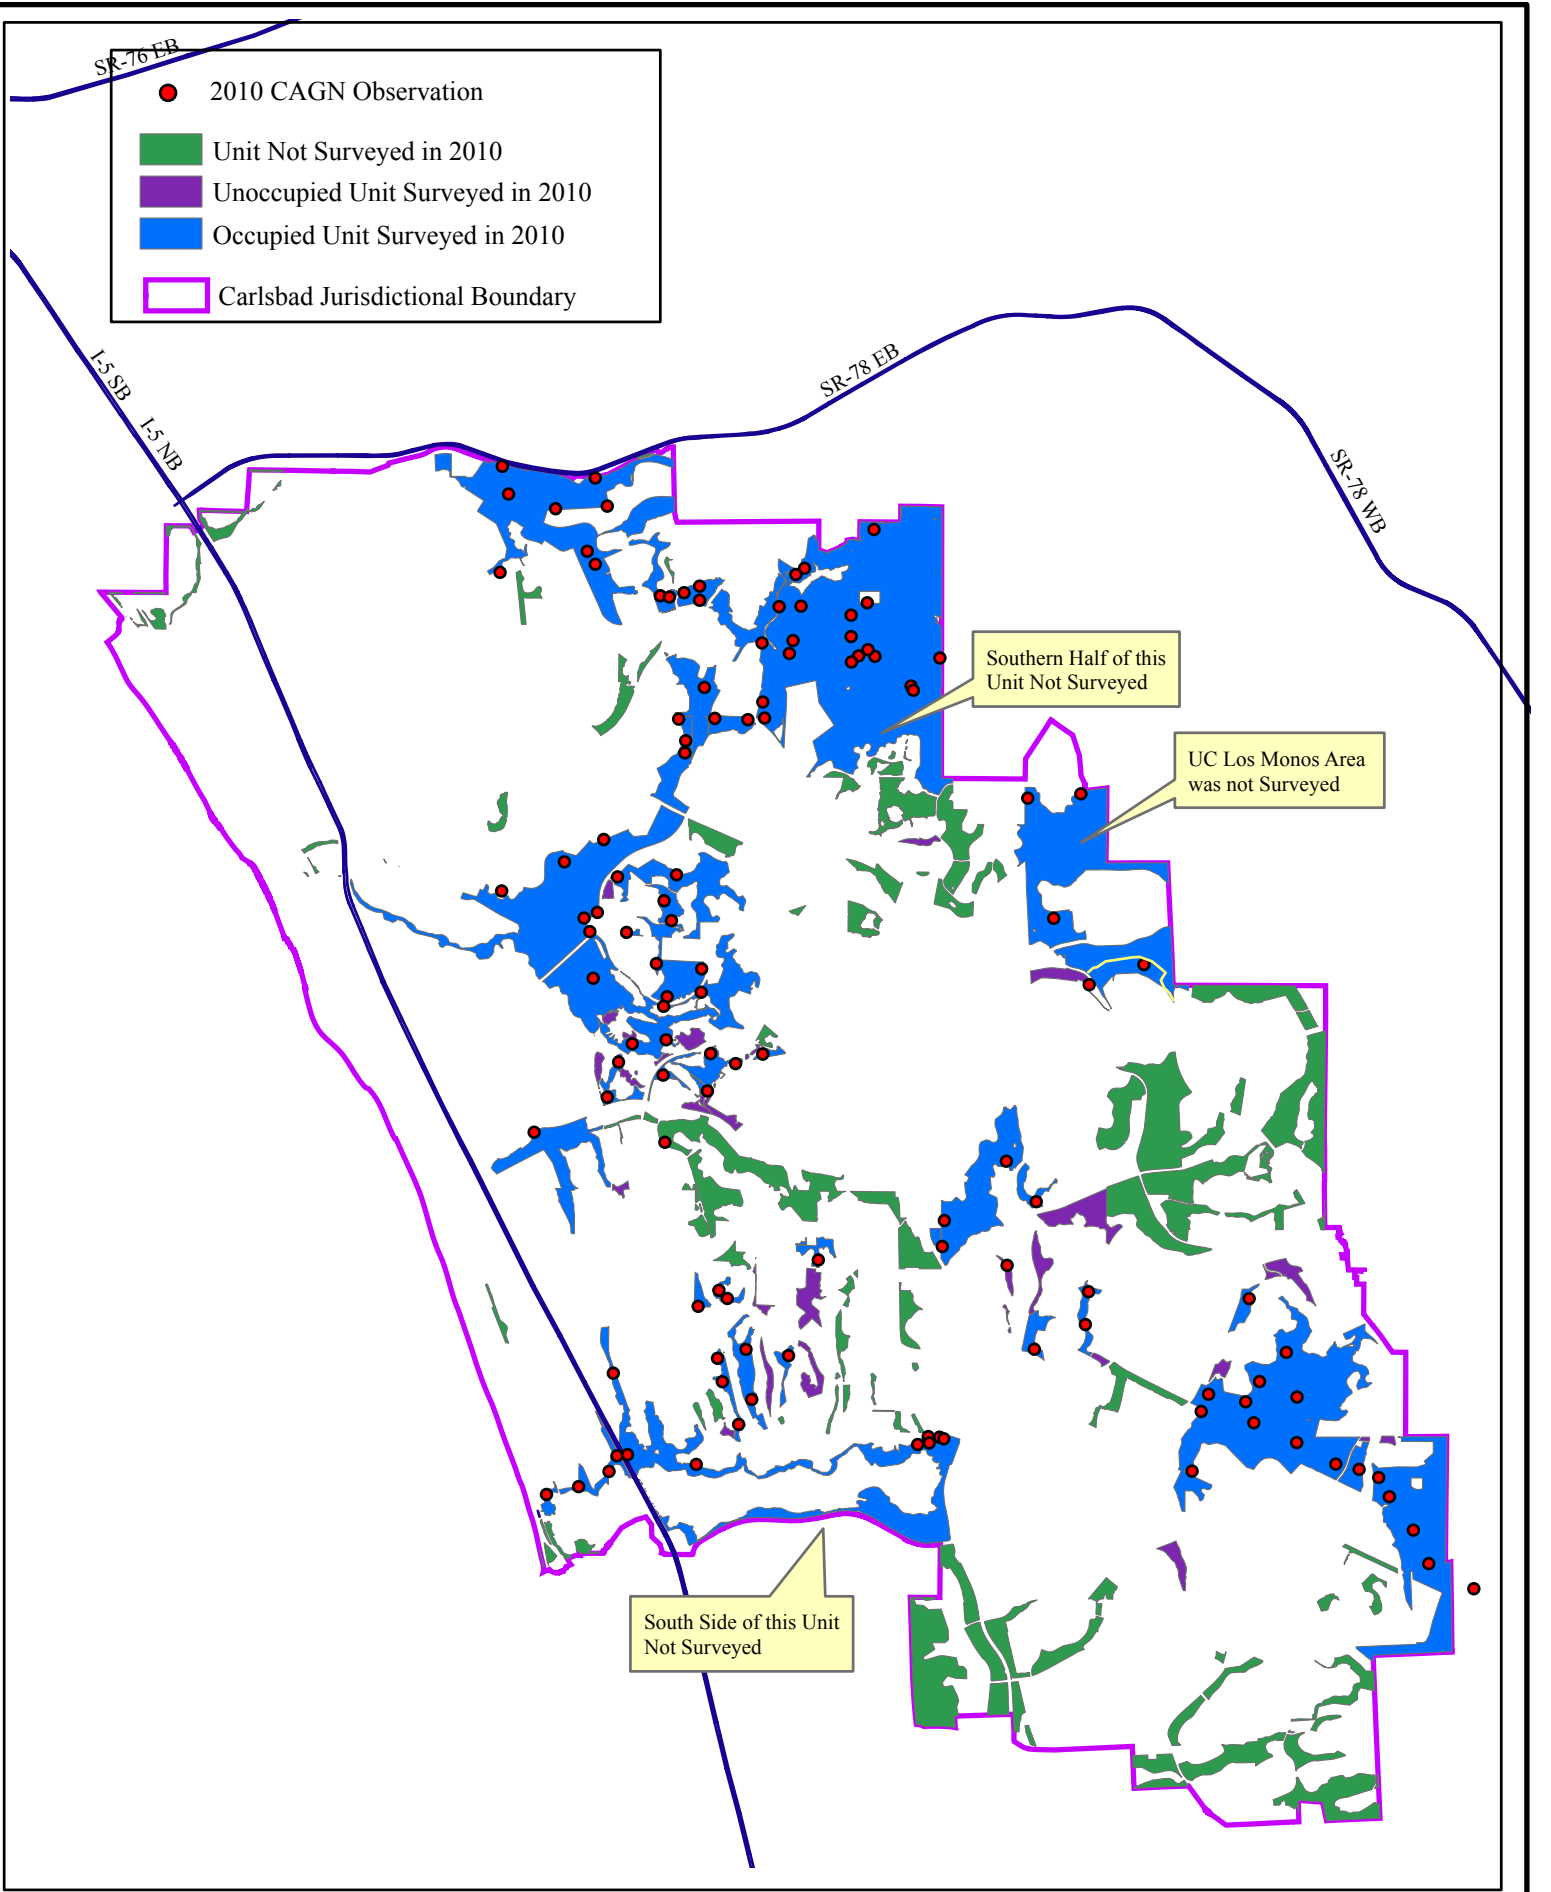 SR-76 EB
2010 CAGN Observation
Unit Not Surveyed in 2010
Unoccupied Unit Surveyed in 2010
Occupied Unit Surveyed in 2010
Carlsbad Jurisdictional Boundary
I-5 SB
I-5 NB
SR-78 EB
SR-78 WB
Southern Half of this
Unit Not Surveyed
UC Los Monos Area
was not Surveyed
South Side of this Unit
Not Surveyed